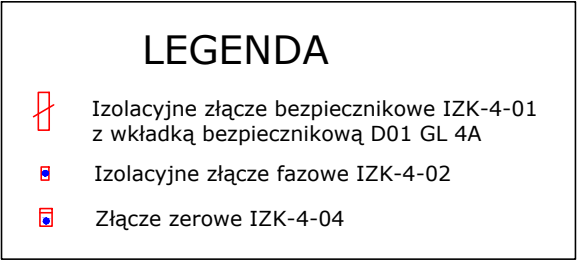 LEGENDA
Izolacyjne złącze bezpiecznikowe IZK-4-01
z wkładką bezpiecznikową D01 GL 4A
Izolacyjne złącze fazowe IZK-4-02
Złącze zerowe IZK-4-04